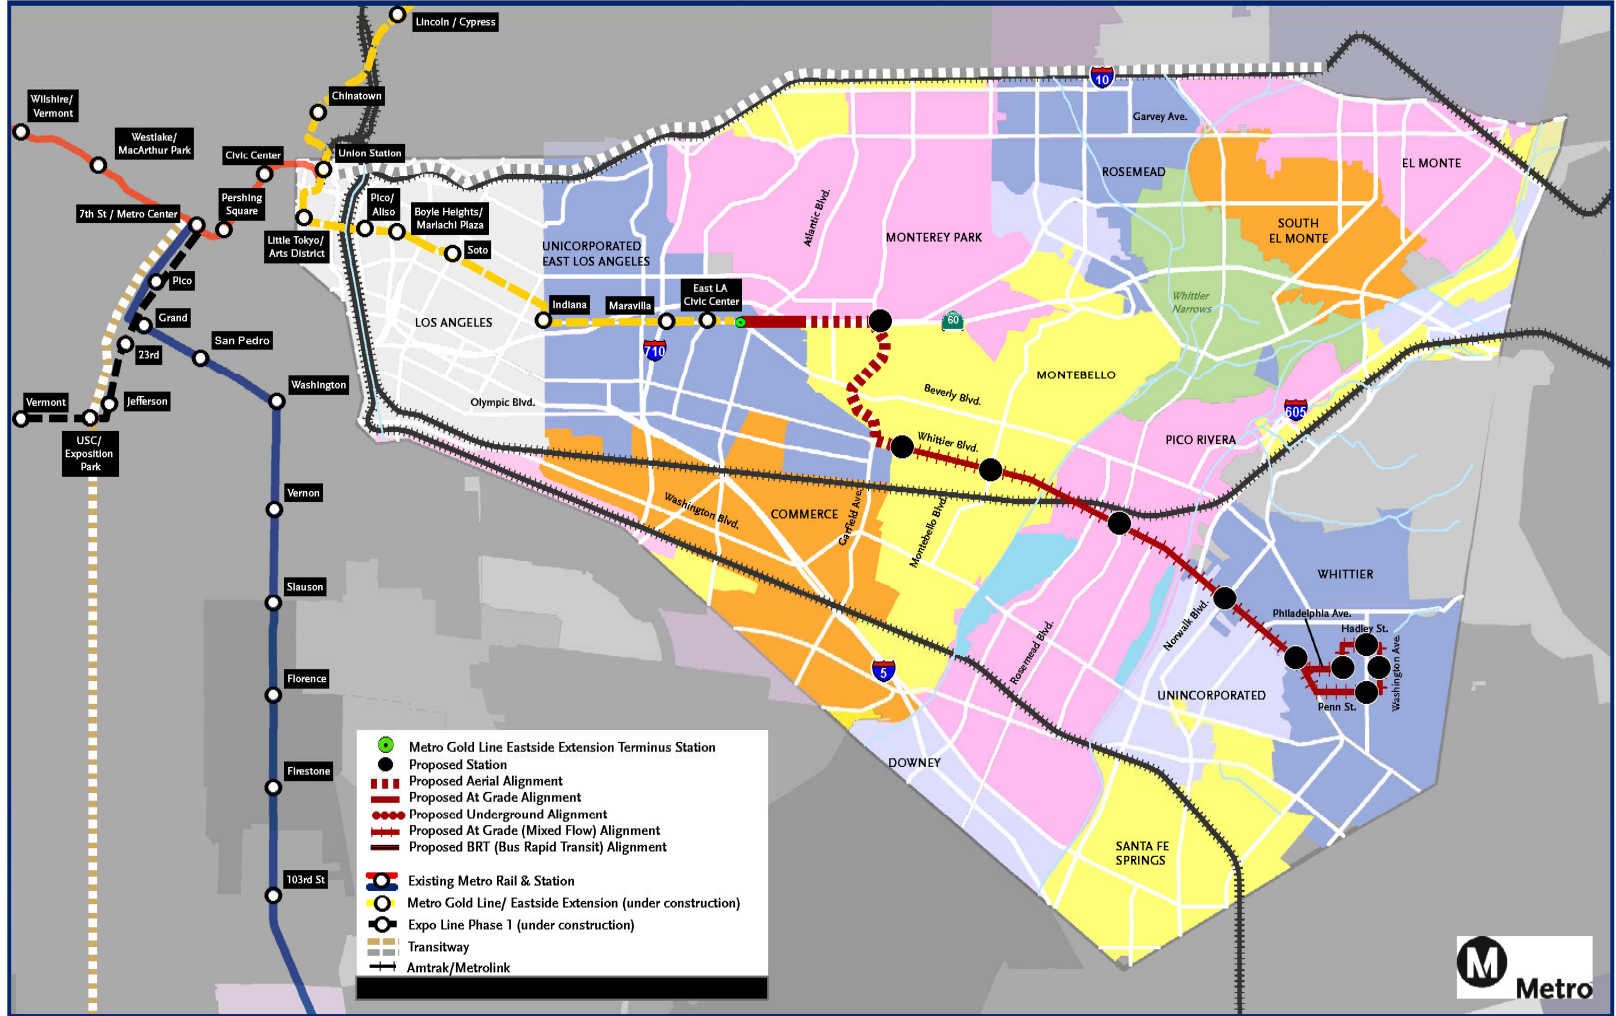 Lincoln / Cypress
Wilshire/
Vermont
Chinatown
Westlake/
MacArthur Park
Civic Center
Union Station
7th St / Metro Center
Pershing
Square
Little Tokyo/
Arts District
Pico/
Aliso
Boyle Heights/
Mariachi Plaza
Soto
Indiana
Maravilla
East LA
Civic Center
Pico
Grand
23rd
San Pedro
Washington
Vermont
Jefferson
USC/
Exposition
Park
Vernon
Slauson
Florence
Firestone
103rd St
10
Garvey Ave.
ROSEMEAD
EL MONTE
SOUTH
EL MONTE
Atlantic Blvd.
MONTEREY PARK
UNICORPORATED
EAST LOS ANGELES
Whittier
Narrows
LOS ANGELES
60
710
MONTEBELLO
Beverly Blvd.
Olympic Blvd.
605
PICO RIVERA
Whittier Blvd.
Washington Blvd.
COMMERCE
Garfield Ave.
Montebello Blvd.
WHITTIER
Philadelphia Ave.
Hadley St.
Norwalk Blvd.
Washington Ave.
Rosemead Blvd.
5
UNINCORPORATED
Penn St.
DOWNEY
SANTA FE
SPRINGS
Metro Gold Line Eastside Extension Terminus Station
Proposed Station
Proposed Aerial Alignment
Proposed At Grade Alignment
Proposed Underground Alignment
Proposed At Grade (Mixed Flow) Alignment
Proposed BRT (Bus Rapid Transit) Alignment
Existing Metro Rail & Station
Metro Gold Line/ Eastside Extension (under construction)
Expo Line Phase 1 (under construction)
Transitway
Amtrak/Metrolink
M
Metro